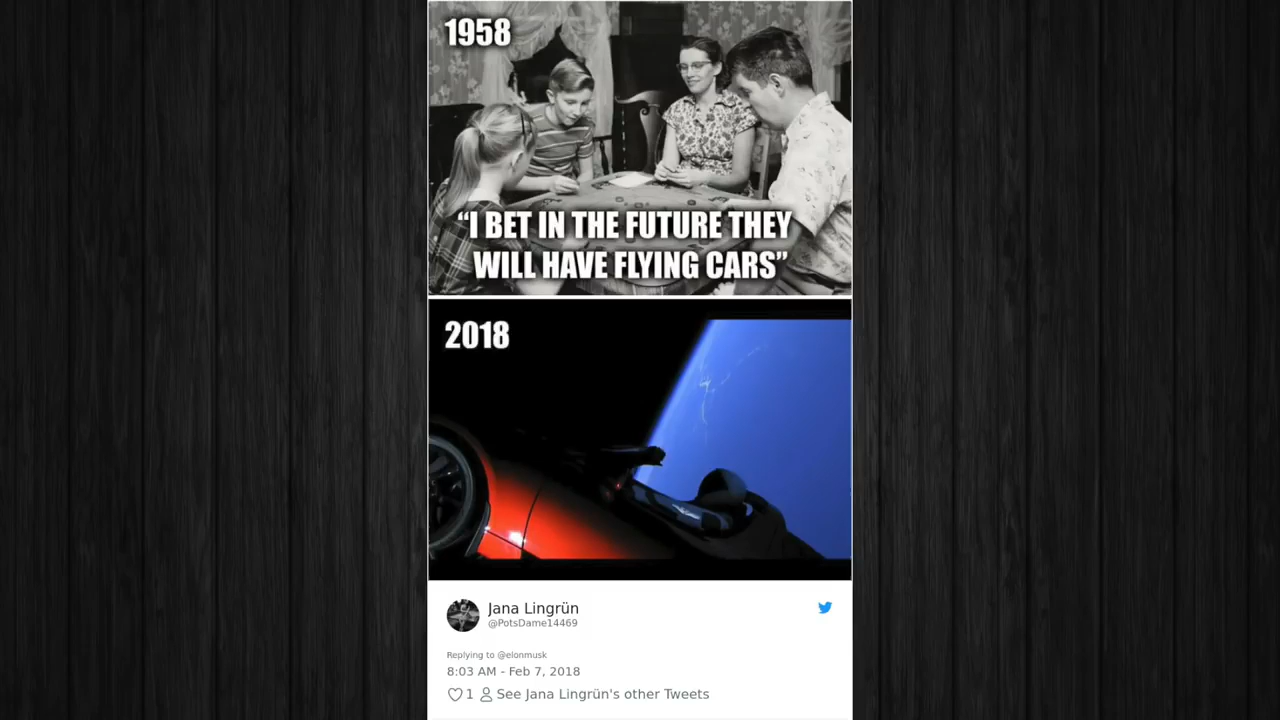 1958
“I BET IN THE FUTURE THEY
WILL HAVE FLYING CARS”
2018
Jana Lingrün
@PotsDame14469
Replying to @elonmusk
8:03 AM - Feb 7, 2018
1 See Jana Lingrün's other Tweets